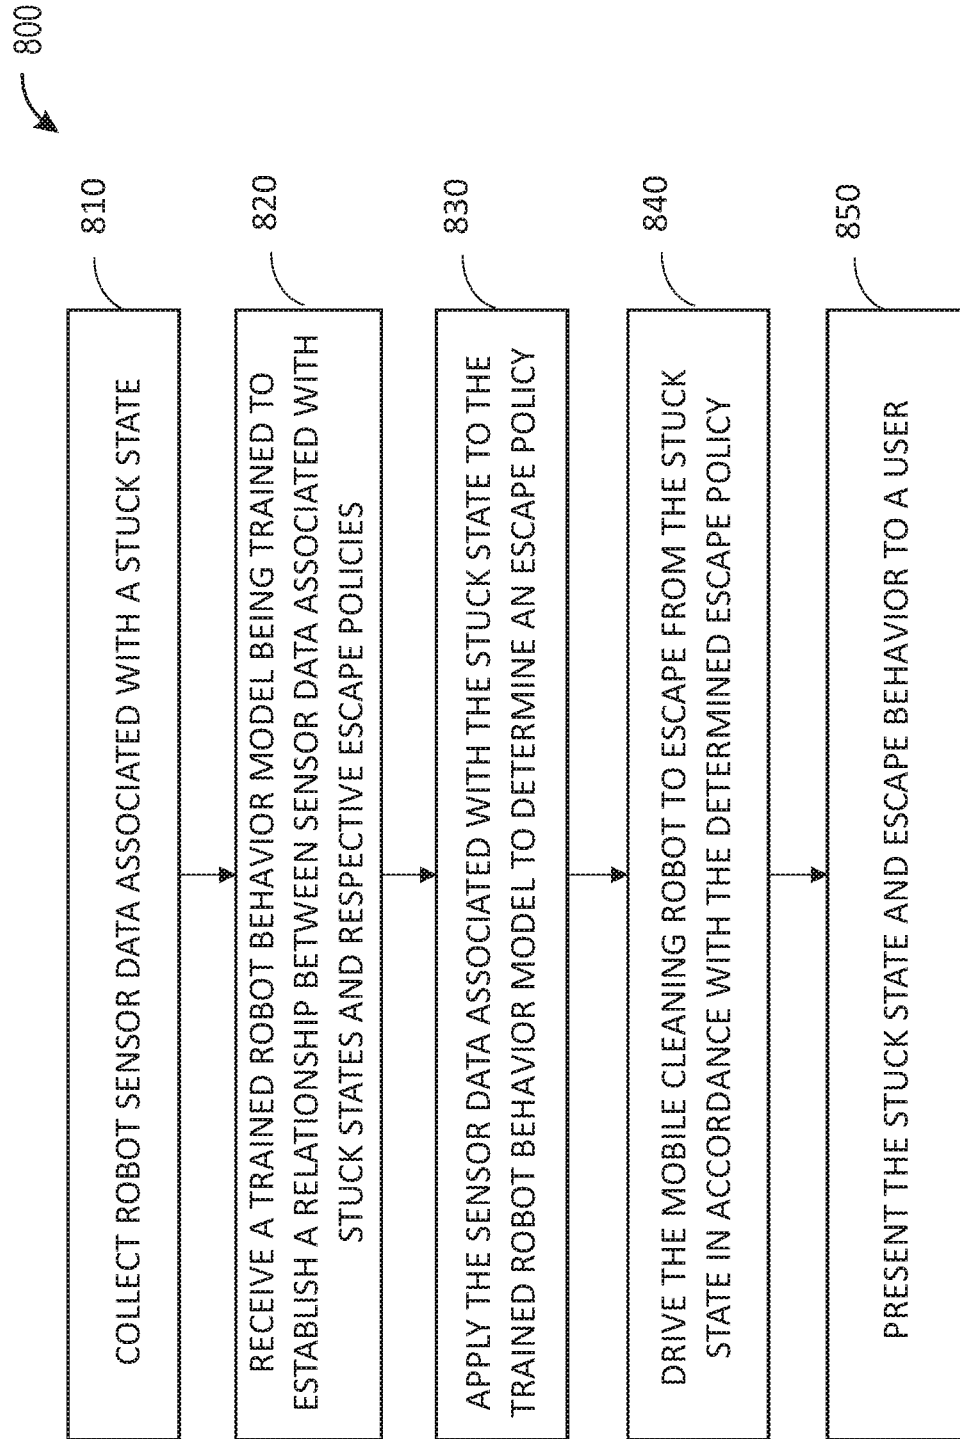 800
810
COLLECT ROBOT SENSOR DATA ASSOCIATED WITH A STUCK STATE
820
RECEIVE A TRAINED ROBOT BEHAVIOR MODEL BEING TRAINED TO
ESTABLISH A RELATIONSHIP BETWEEN SENSOR DATA ASSOCIATED WITH
STUCK STATES AND RESPECTIVE ESCAPE POLICIES
830
APPLY THE SENSOR DATA ASSOCIATED WITH THE STUCK STATE TO THE
TRAINED ROBOT BEHAVIOR MODEL TO DETERMINE AN ESCAPE POLICY
840
DRIVE THE MOBILE CLEANING ROBOT TO ESCAPE FROM THE STUCK
STATE IN ACCORDANCE WITH THE DETERMINED ESCAPE POLICY
850
PRESENT THE STUCK STATE AND ESCAPE BEHAVIOR TO A USER